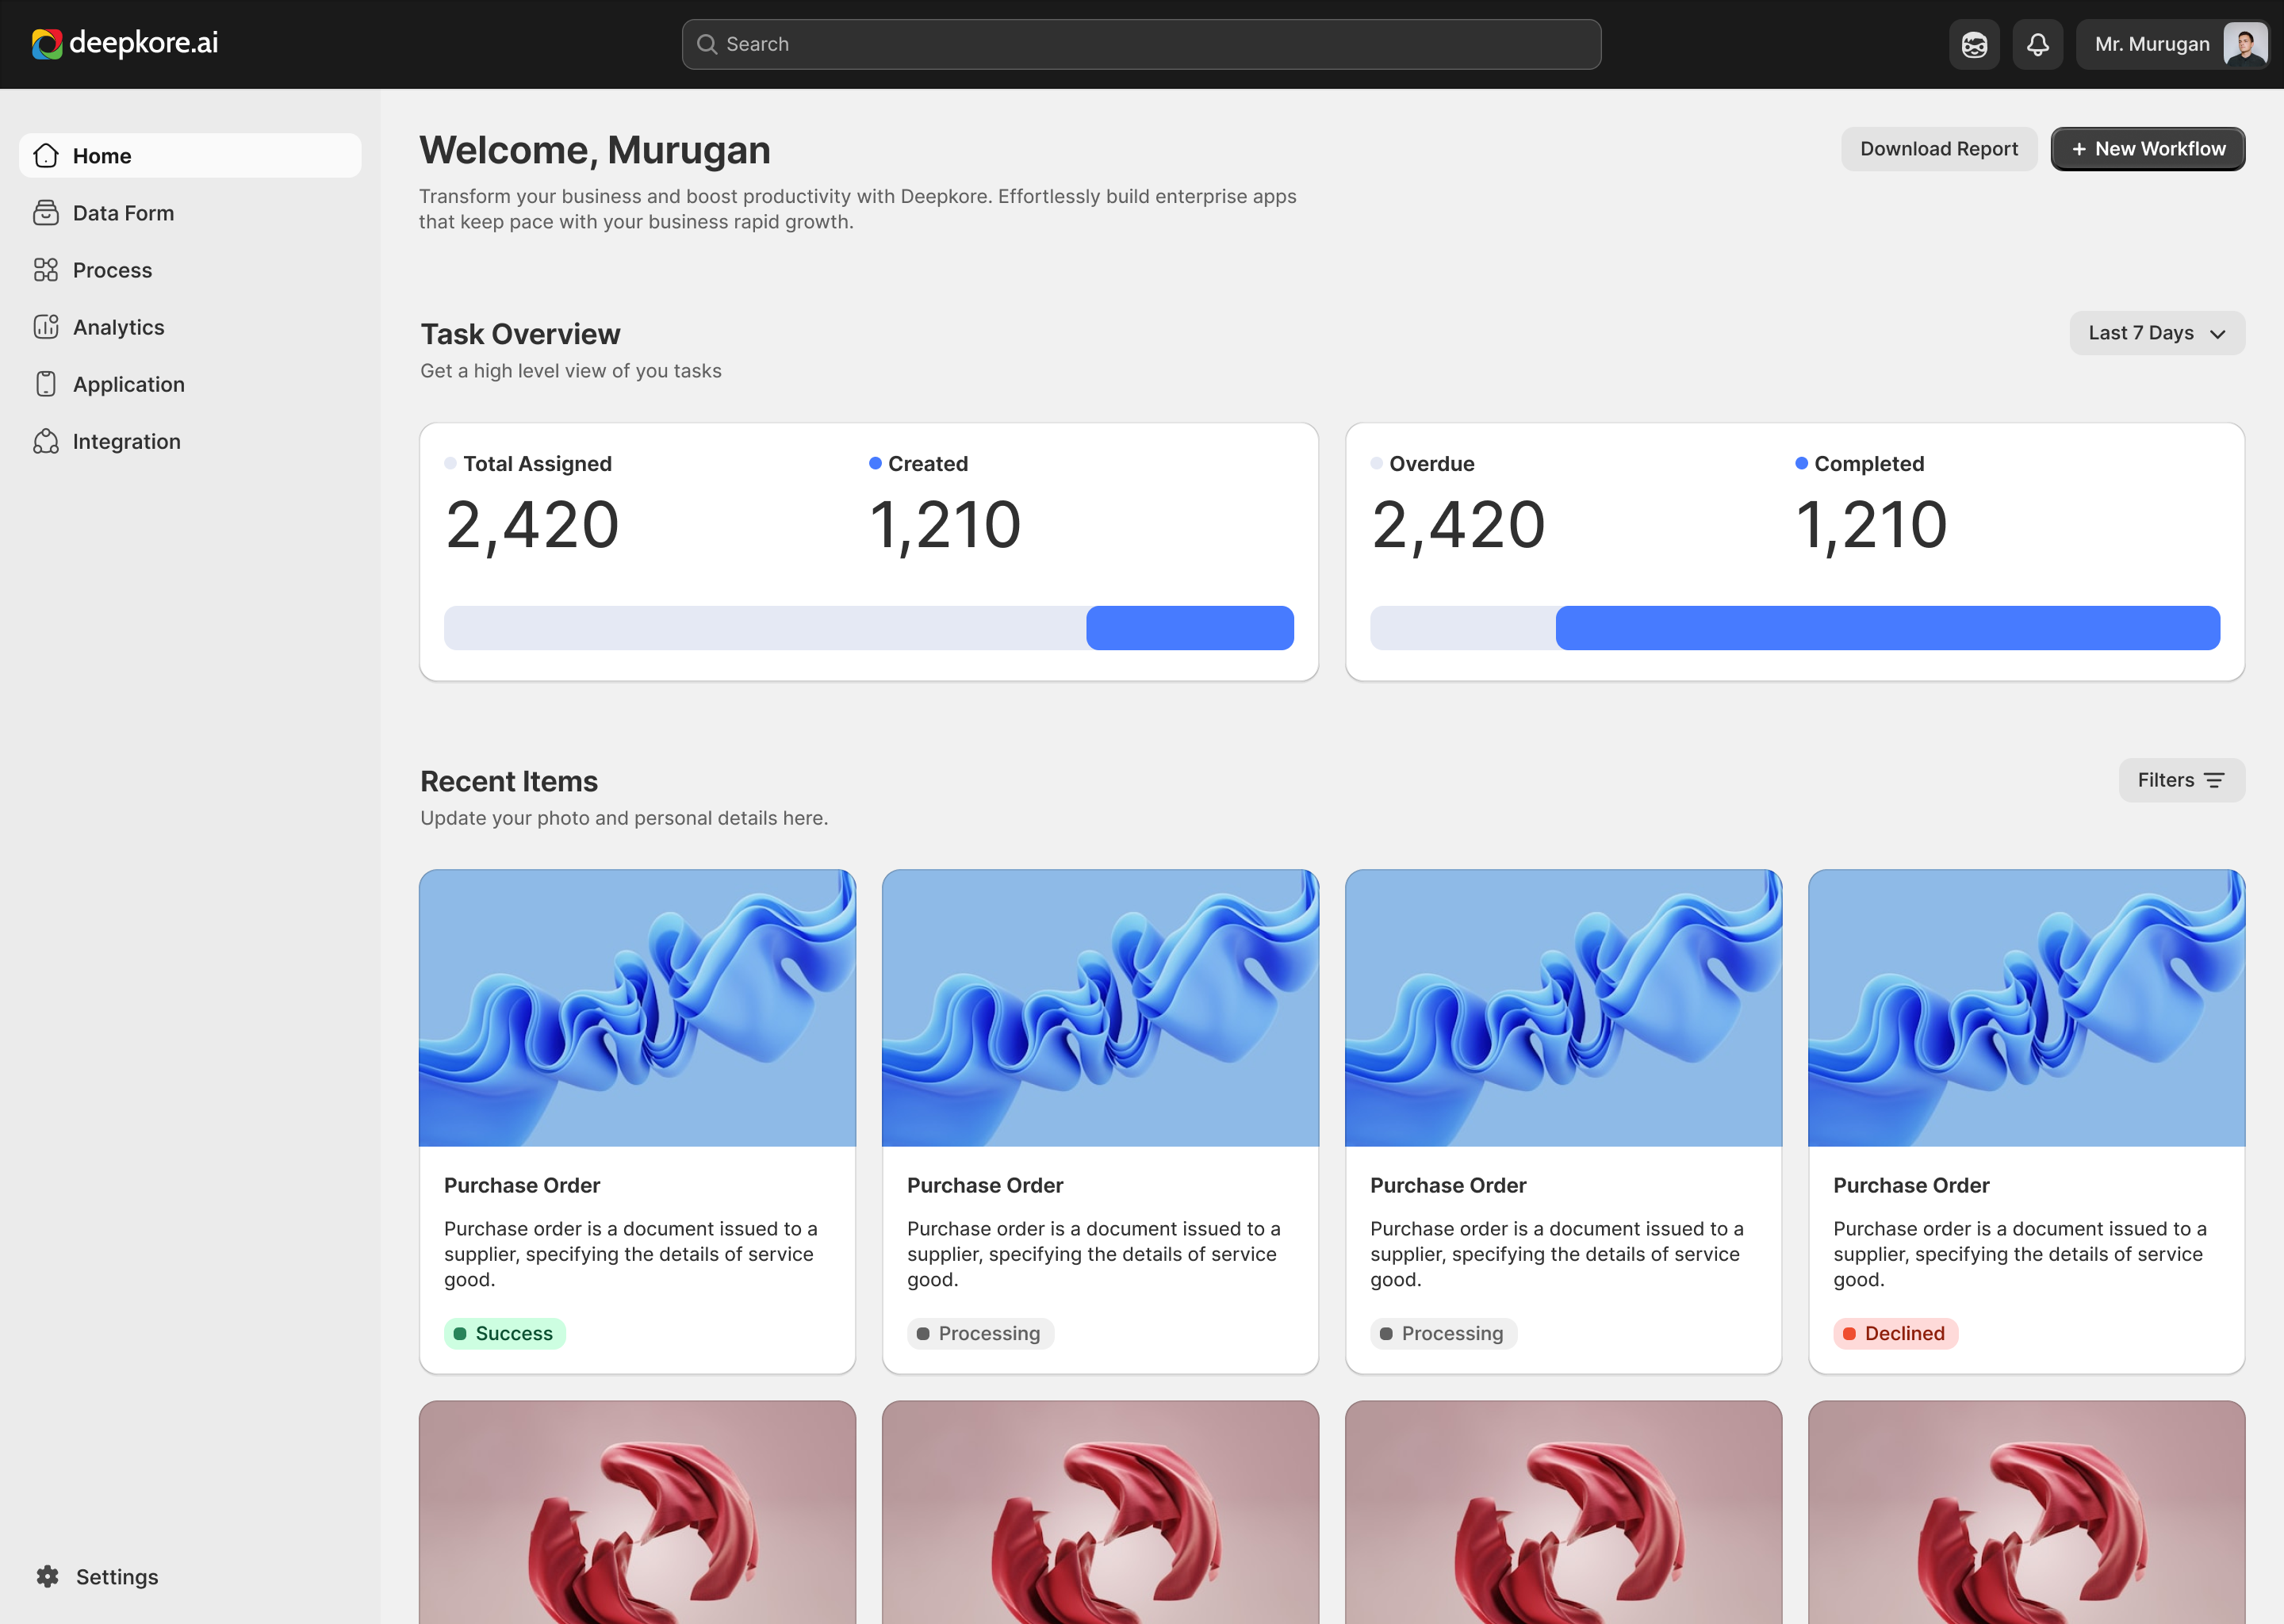 deepkore.ai
Search
Mr. Murugan
Home
Data Form
Process
Analytics
Application
Integration
Settings
Welcome, Murugan
Transform your business and boost productivity with Deepkore. Effortlessly build enterprise apps
that keep pace with your business rapid growth.
Download Report
+ New Workflow
Task Overview
Get a high level view of you tasks
Last 7 Days
Total Assigned
2,420
Created
1,210
Overdue
2,420
Completed
1,210
Recent Items
Update your photo and personal details here.
Filters
Purchase Order
Purchase order is a document issued to a
supplier, specifying the details of service
good.
Success
Purchase Order
Purchase order is a document issued to a
supplier, specifying the details of service
good.
Processing
Purchase Order
Purchase order is a document issued to a
supplier, specifying the details of service
good.
Processing
Purchase Order
Purchase order is a document issued to a
supplier, specifying the details of service
good.
Declined